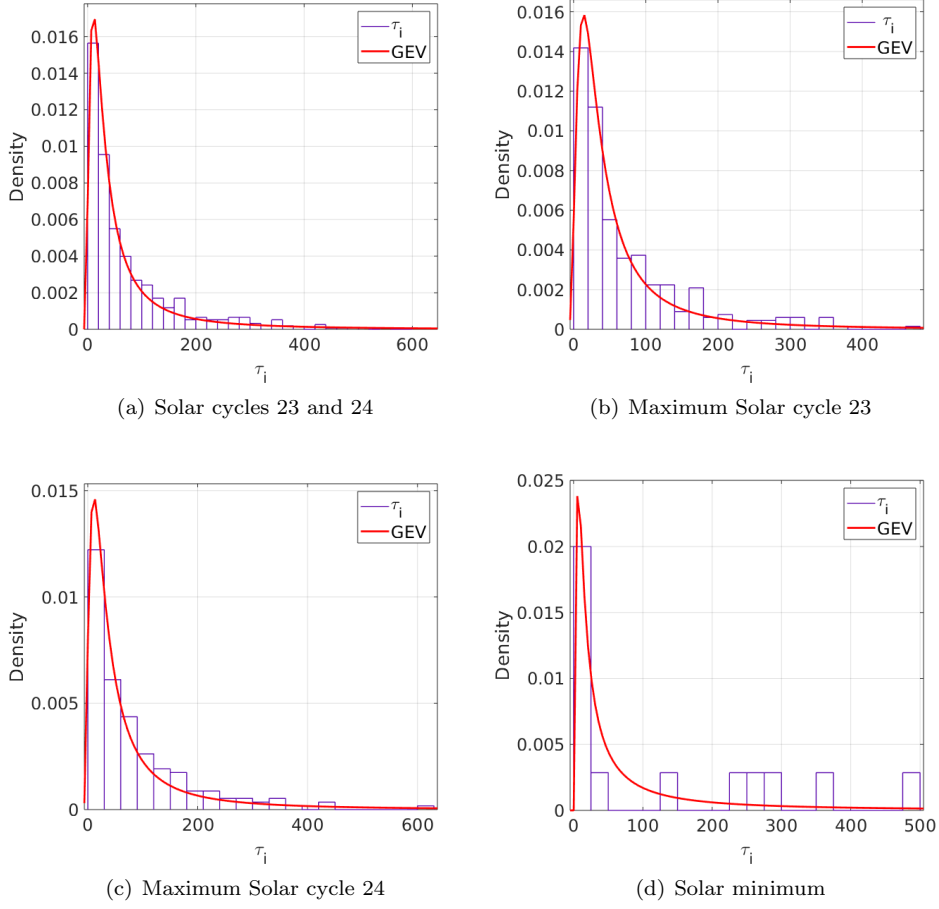 τi
GEV
0.016
0.014
0.012
0.01
0.008
0.006
0.004
0.002
0
Density
0 200 400 600
τi
(a) Solar cycles 23 and 24
τi
GEV
0.016
0.014
0.012
0.01
0.008
0.006
0.004
0.002
0
Density
0 100 200 300 400
τi
(b) Maximum Solar cycle 23
τi
GEV
0.015
0.01
0.005
0
Density
0 200 400 600
τi
(c) Maximum Solar cycle 24
τi
GEV
0.025
0.02
0.015
0.01
0.005
0
Density
0 100 200 300 400 500
τi
(d) Solar minimum